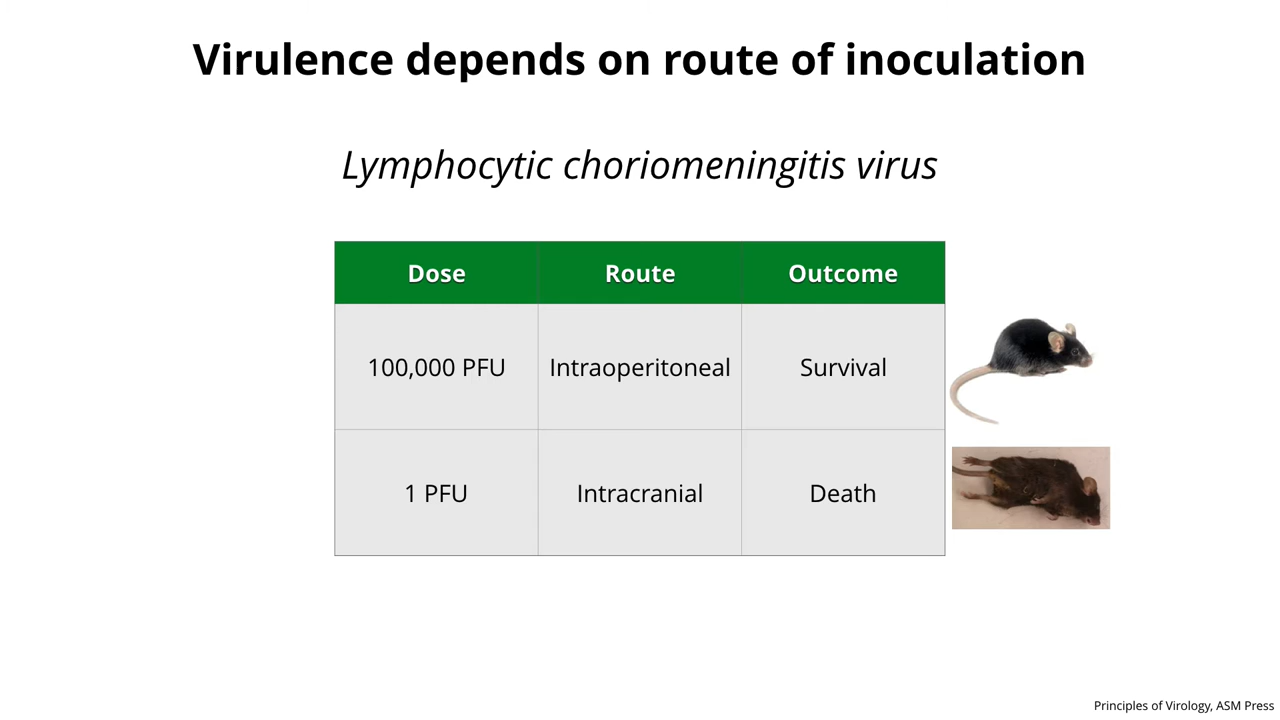 Virulence depends on route of inoculation
Lymphocytic choriomeningitis virus
Dose Route Outcome
100,000 PFU Intraoperitoneal Survival
1 PFU Intracranial Death
Principles of Virology, ASM Press